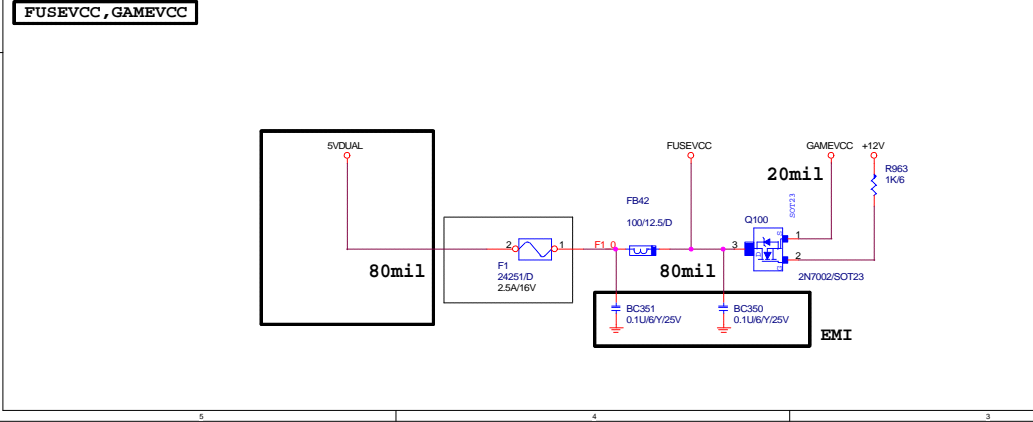 FUSEVCC,GAMEVCC
5VDUAL
FUSEVCC
GAMEVCC
+12V
20mil
R963
1K/6
SOT23
FB42
100/12.5/D
Q100
2
1
F1_0
3
S
D
G
1
2
80mil
F1
24251/D
2.5A/16V
80mil
2N7002/SOT23
BC351
0.1U/6/Y/25V
BC350
0.1U/6/Y/25V
EMI
5
4
3